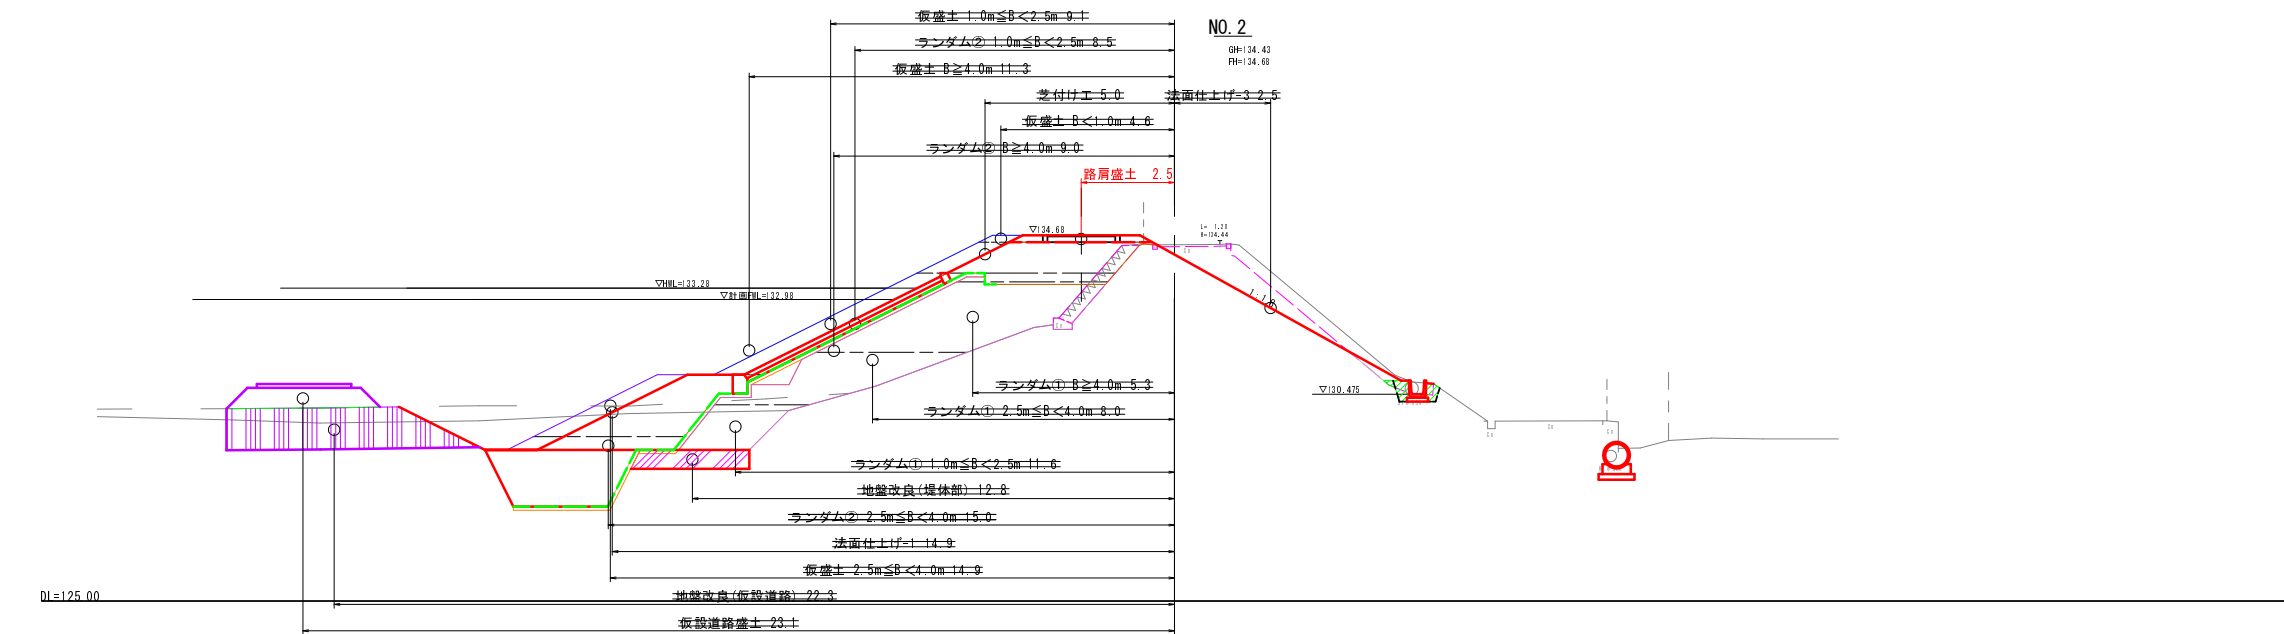 仮盛土 1.0m≦B＜2.5m 9.1
NO.2
ランダム② 1.0m≦B＜2.5m 8.5
GH=134.43
FH=134.68
仮盛土 B≧4.0m 11.3
芝付け工 5.0
法面仕上げ-3 2.5
仮盛土 B＜1.0m 4.6
ランダム② B≧4.0m 9.0
路肩盛土 2.5
▽134.68
L= 1.20
H=134.44
▽HWL=133.28
▽計画FWL=132.98
▽130.475
ランダム① B≧4.0m 5.3
ランダム① 2.5m≦B＜4.0m 8.0
ランダム① 1.0m≦B＜2.5m 11.6
地盤改良(堤体部) 12.8
ランダム② 2.5m≦B＜4.0m 15.0
法面仕上げ-1 14.9
仮盛土 2.5m≦B＜4.0m 14.9
DL=125.00
地盤改良(仮設道路) 22.3
仮設道路盛土 23.1